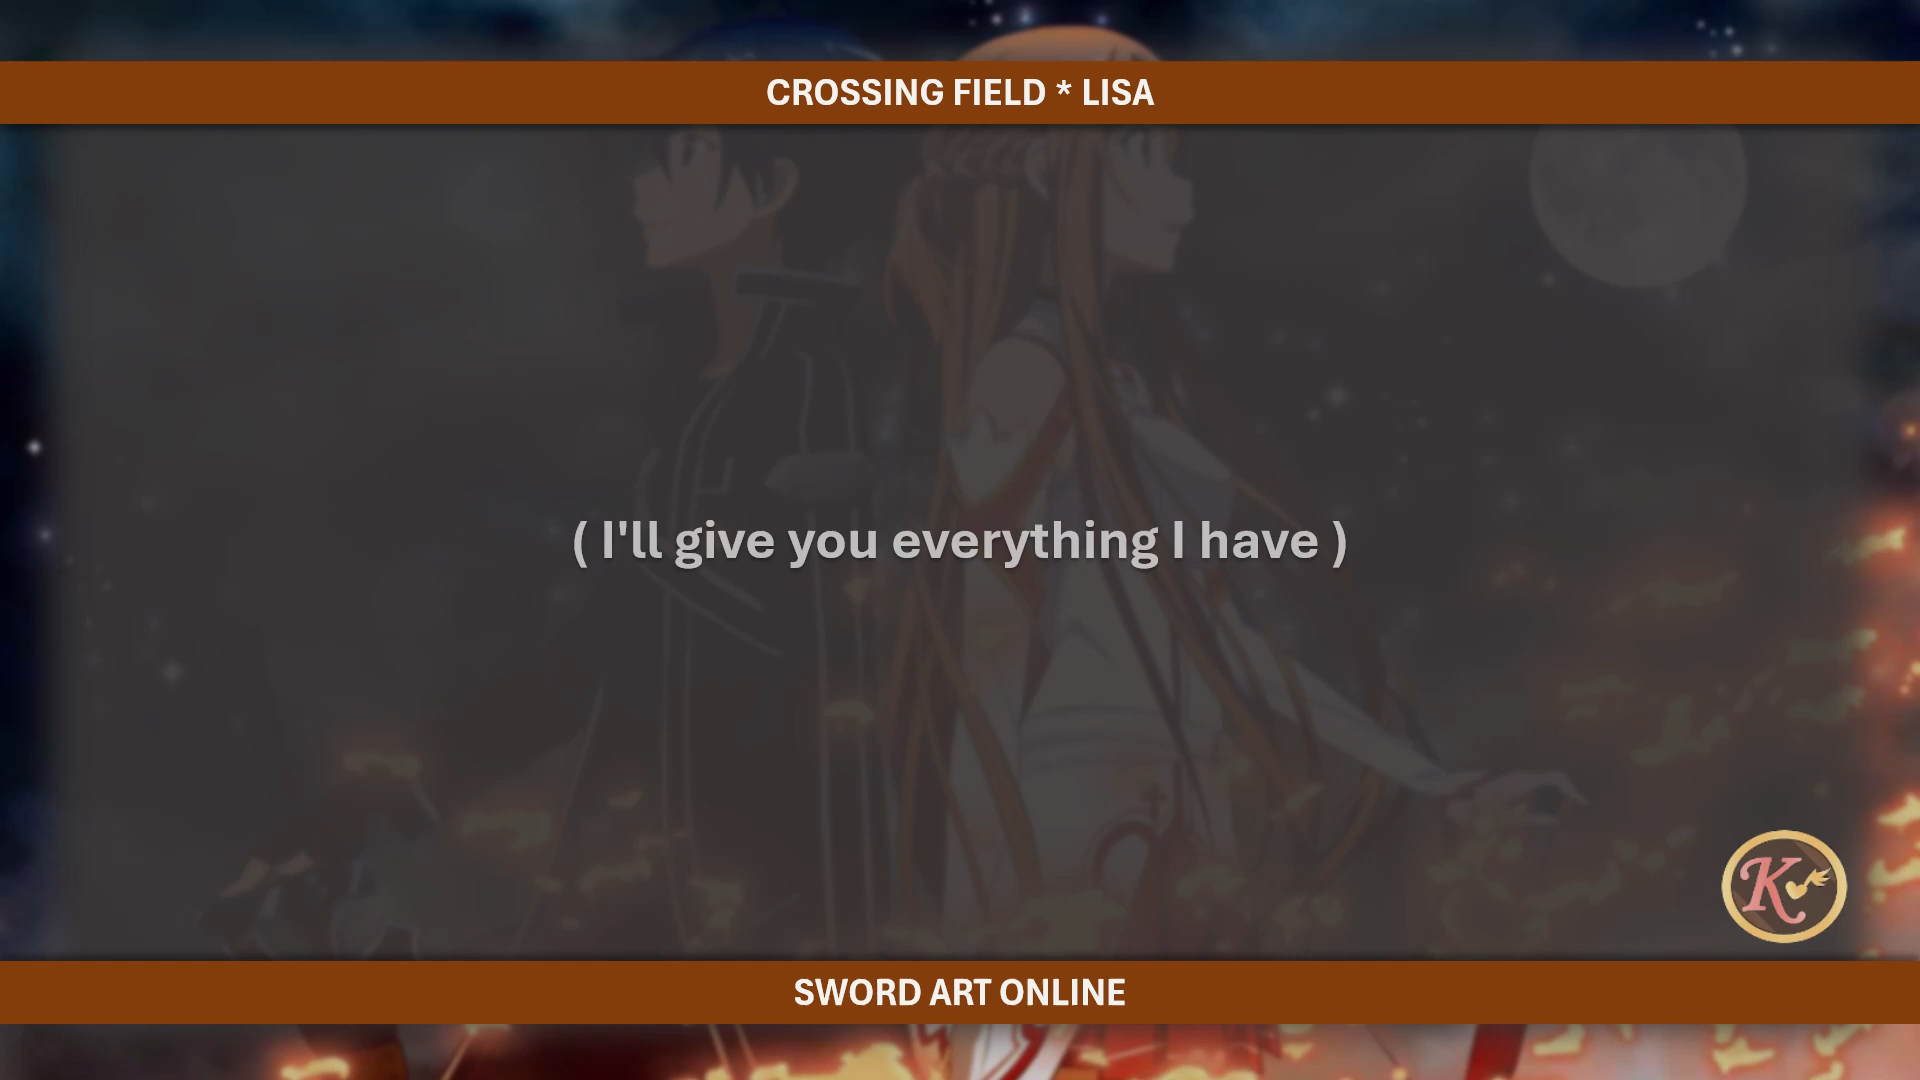 CROSSING FIELD * LISA
( I'll give you everything I have )
K
SWORD ART ONLINE